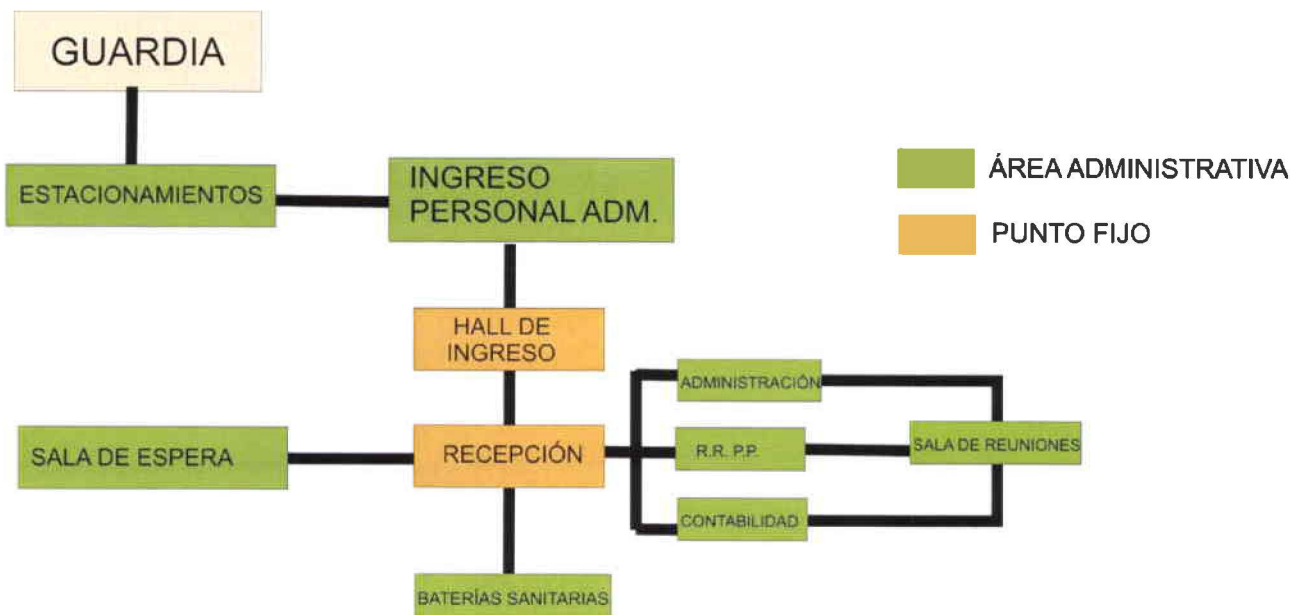 GUARDIA
ESTACIONAMIENTOS
INGRESO
PERSONAL ADM.
ÁREA ADMINISTRATIVA
PUNTO FIJO
HALL DE
INGRESO
ADMINISTRACIÓN
SALA DE ESPERA
RECEPCIÓN
R.R. P.P.
SALA DE REUNIONES
CONTABILIDAD
BATERÍAS SANITARIAS